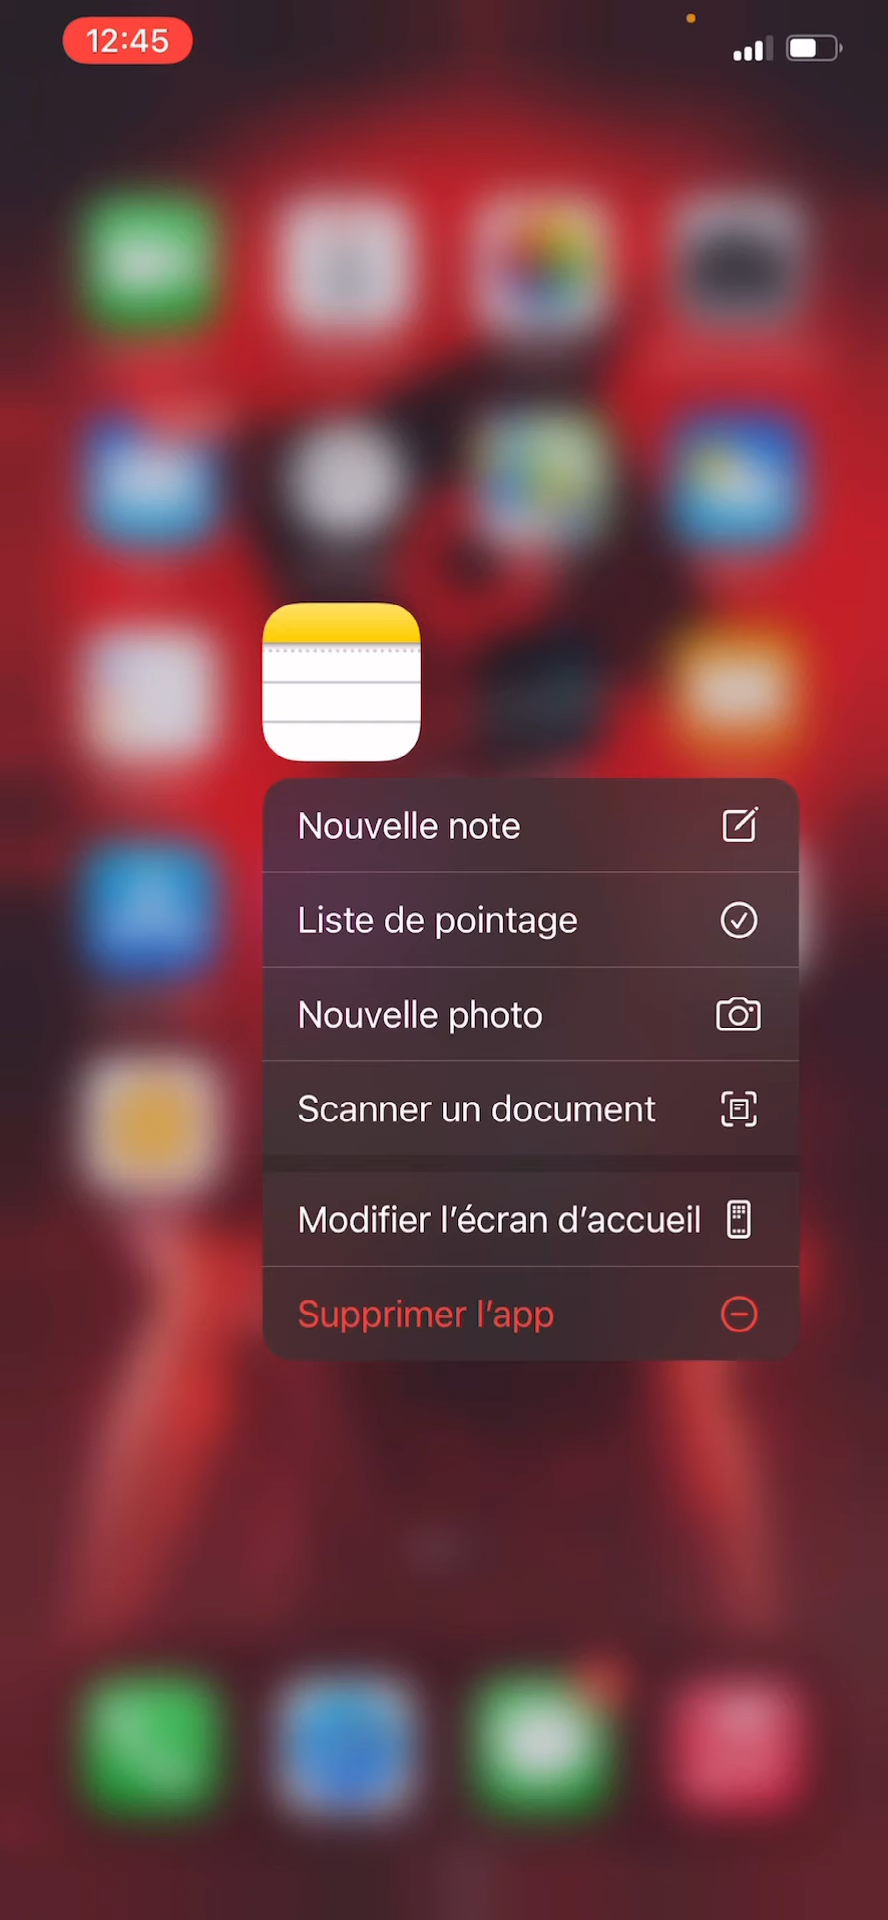 12:45
Nouvelle note
Liste de pointage
Nouvelle photo
Scanner un document
Modifier l’écran d’accueil
Supprimer l’app